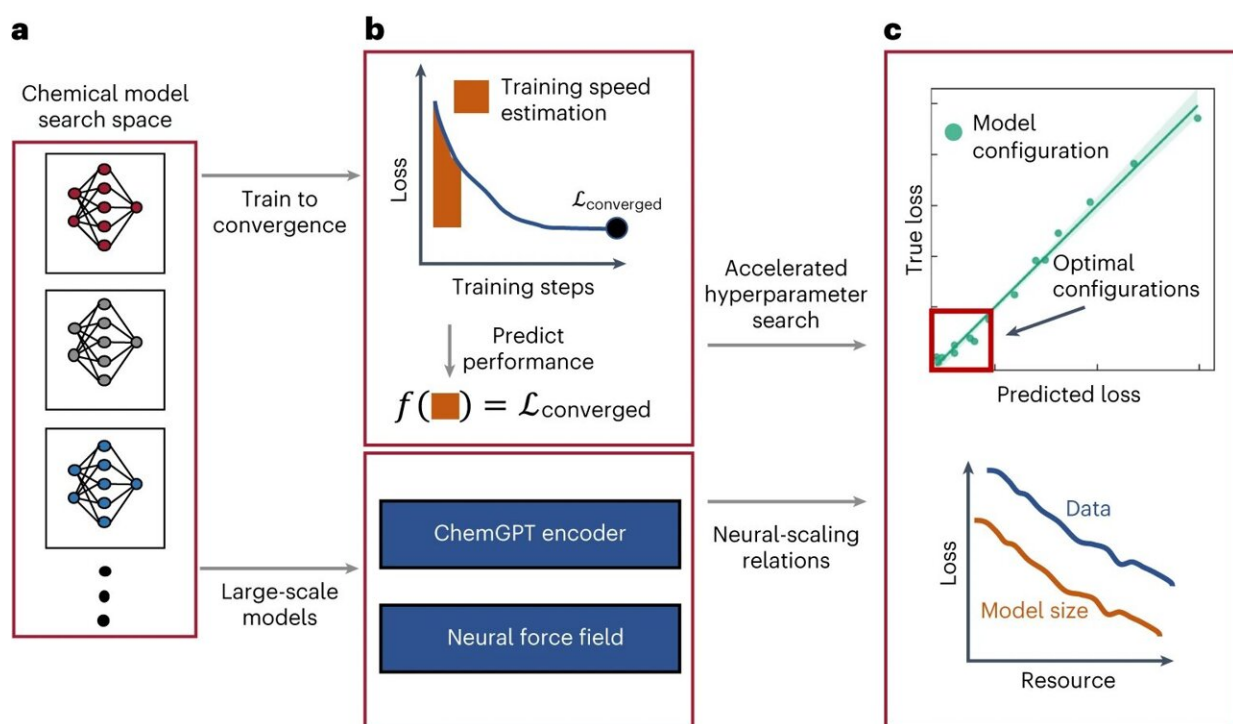 a
Chemical model
search space
Train to
convergence
Large-scale
models
b
Training speed
estimation
Loss
ℒconverged
Training steps
Predict
performance
f( ) = ℒconverged
ChemGPT encoder
Neural force field
Accelerated
hyperparameter
search
Neural-scaling
relations
c
Model
configuration
True loss
Optimal
configurations
Predicted loss
Data
Loss
Model size
Resource